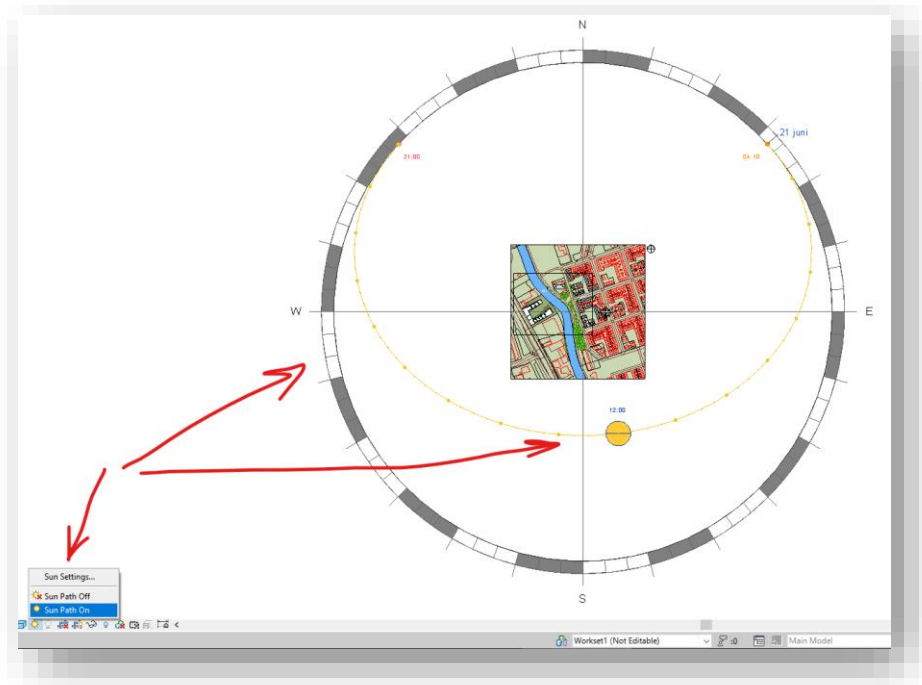 N
21 juni
21:00
04:10
W
E
12:00
S
Sun Settings...
Sun Path Off
Sun Path On
Workset1 (Not Editable)
:0
Main Model